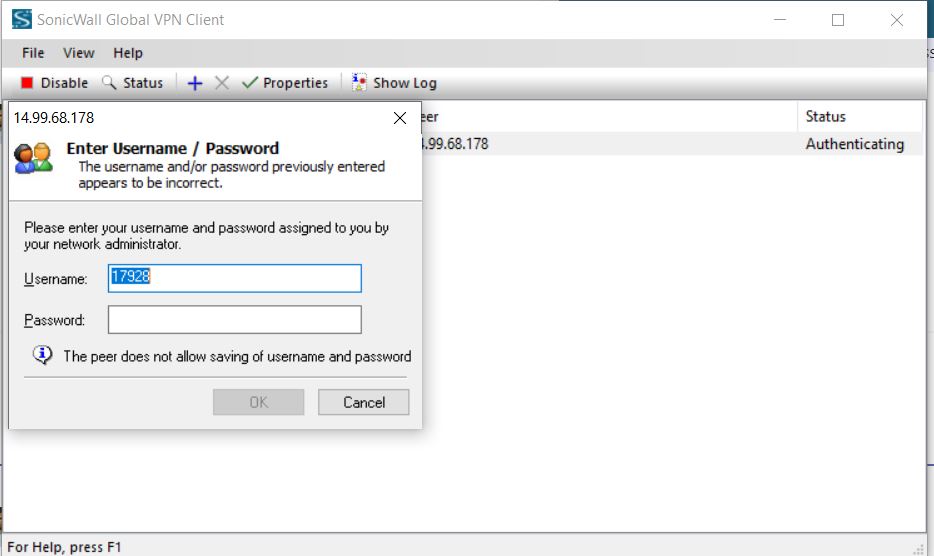 SonicWall Global VPN Client
File View Help
Disable Status Properties Show Log
14.99.68.178
Status
.99.68.178 Authenticating
Enter Username / Password
The username and/or password previously entered
appears to be incorrect.
Please enter your username and password assigned to you by
your network administrator.
Username: 17928
Password:
The peer does not allow saving of username and password
OK Cancel
For Help, press F1